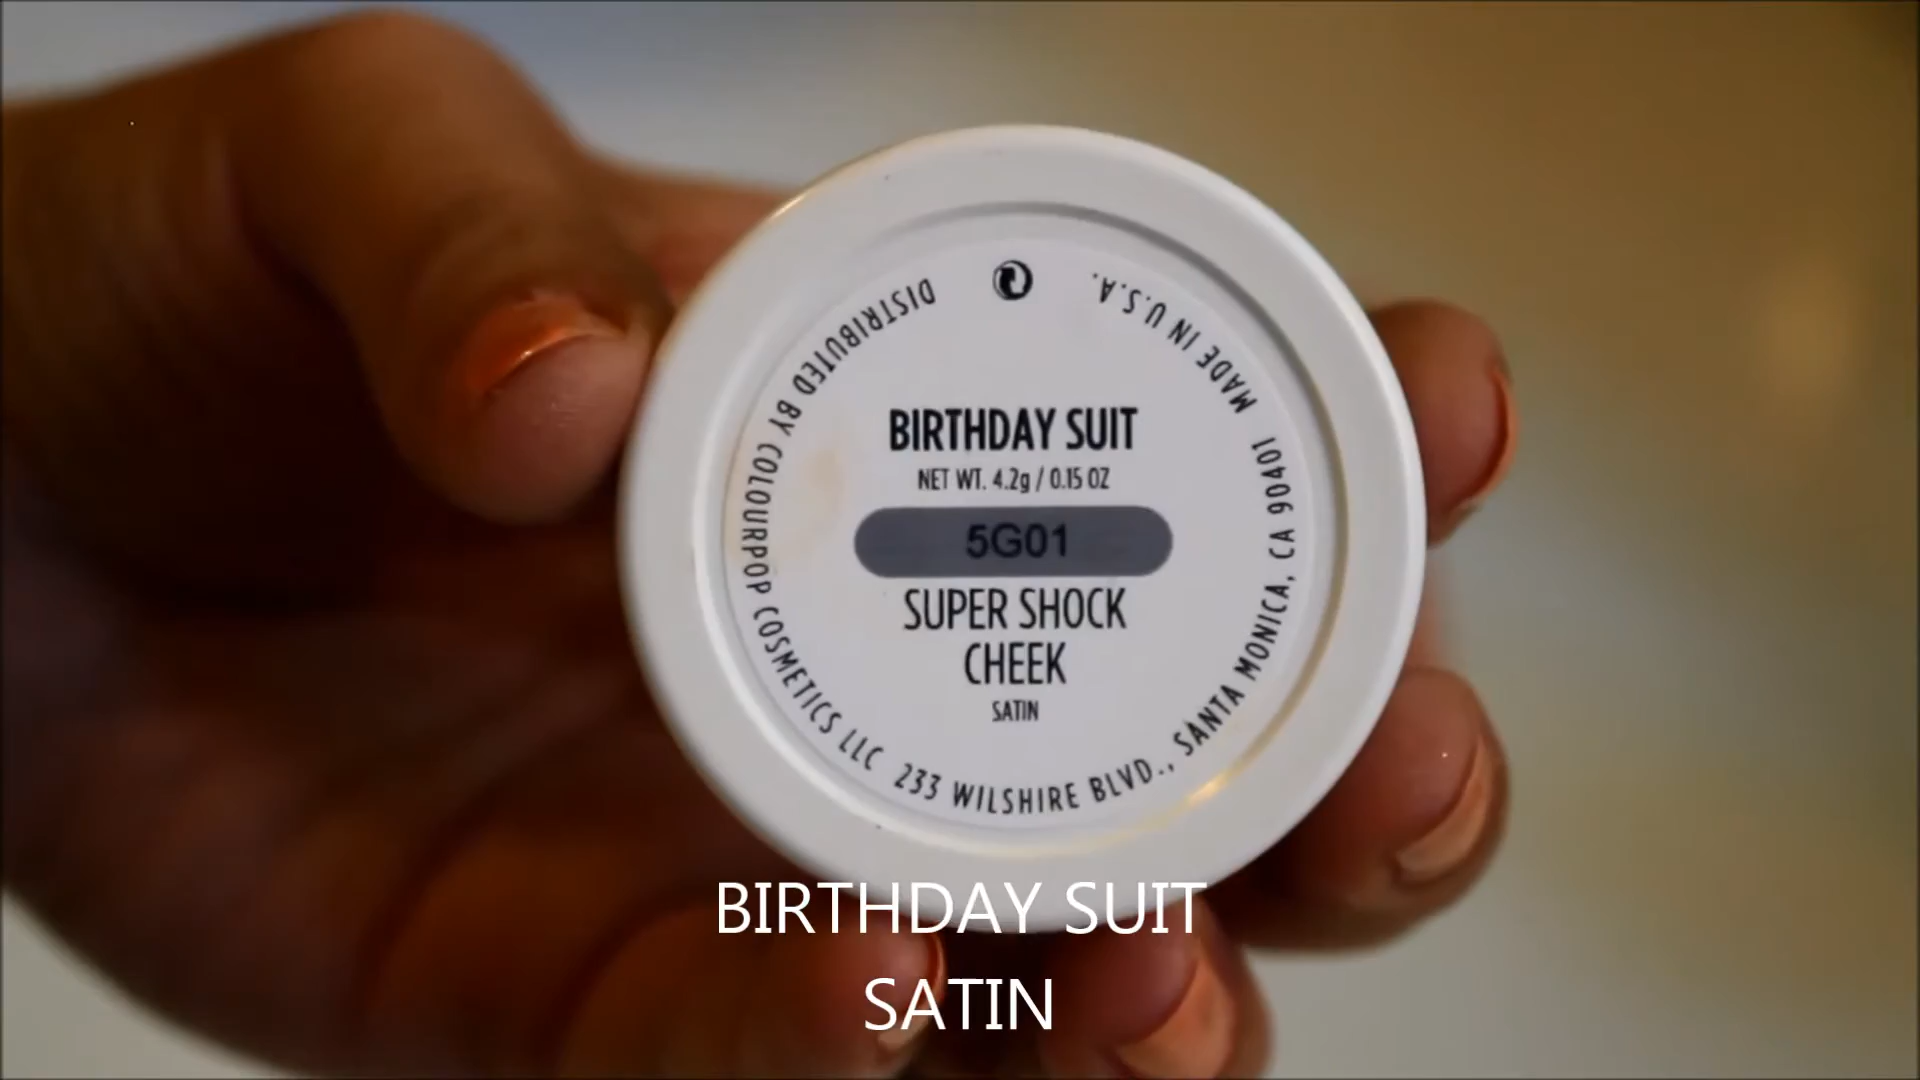 BIRTHDAY SUIT
NET WT. 4.2g / 0.15 OZ
5G01
SUPER SHOCK
CHEEK
SATIN
DISTRIBUTED BY COLOURPOP COSMETICS LLC 233 WILSHIRE BLVD., SANTA MONICA, CA 90401 MADE IN U.S.A.
BIRTHDAY SUIT
SATIN